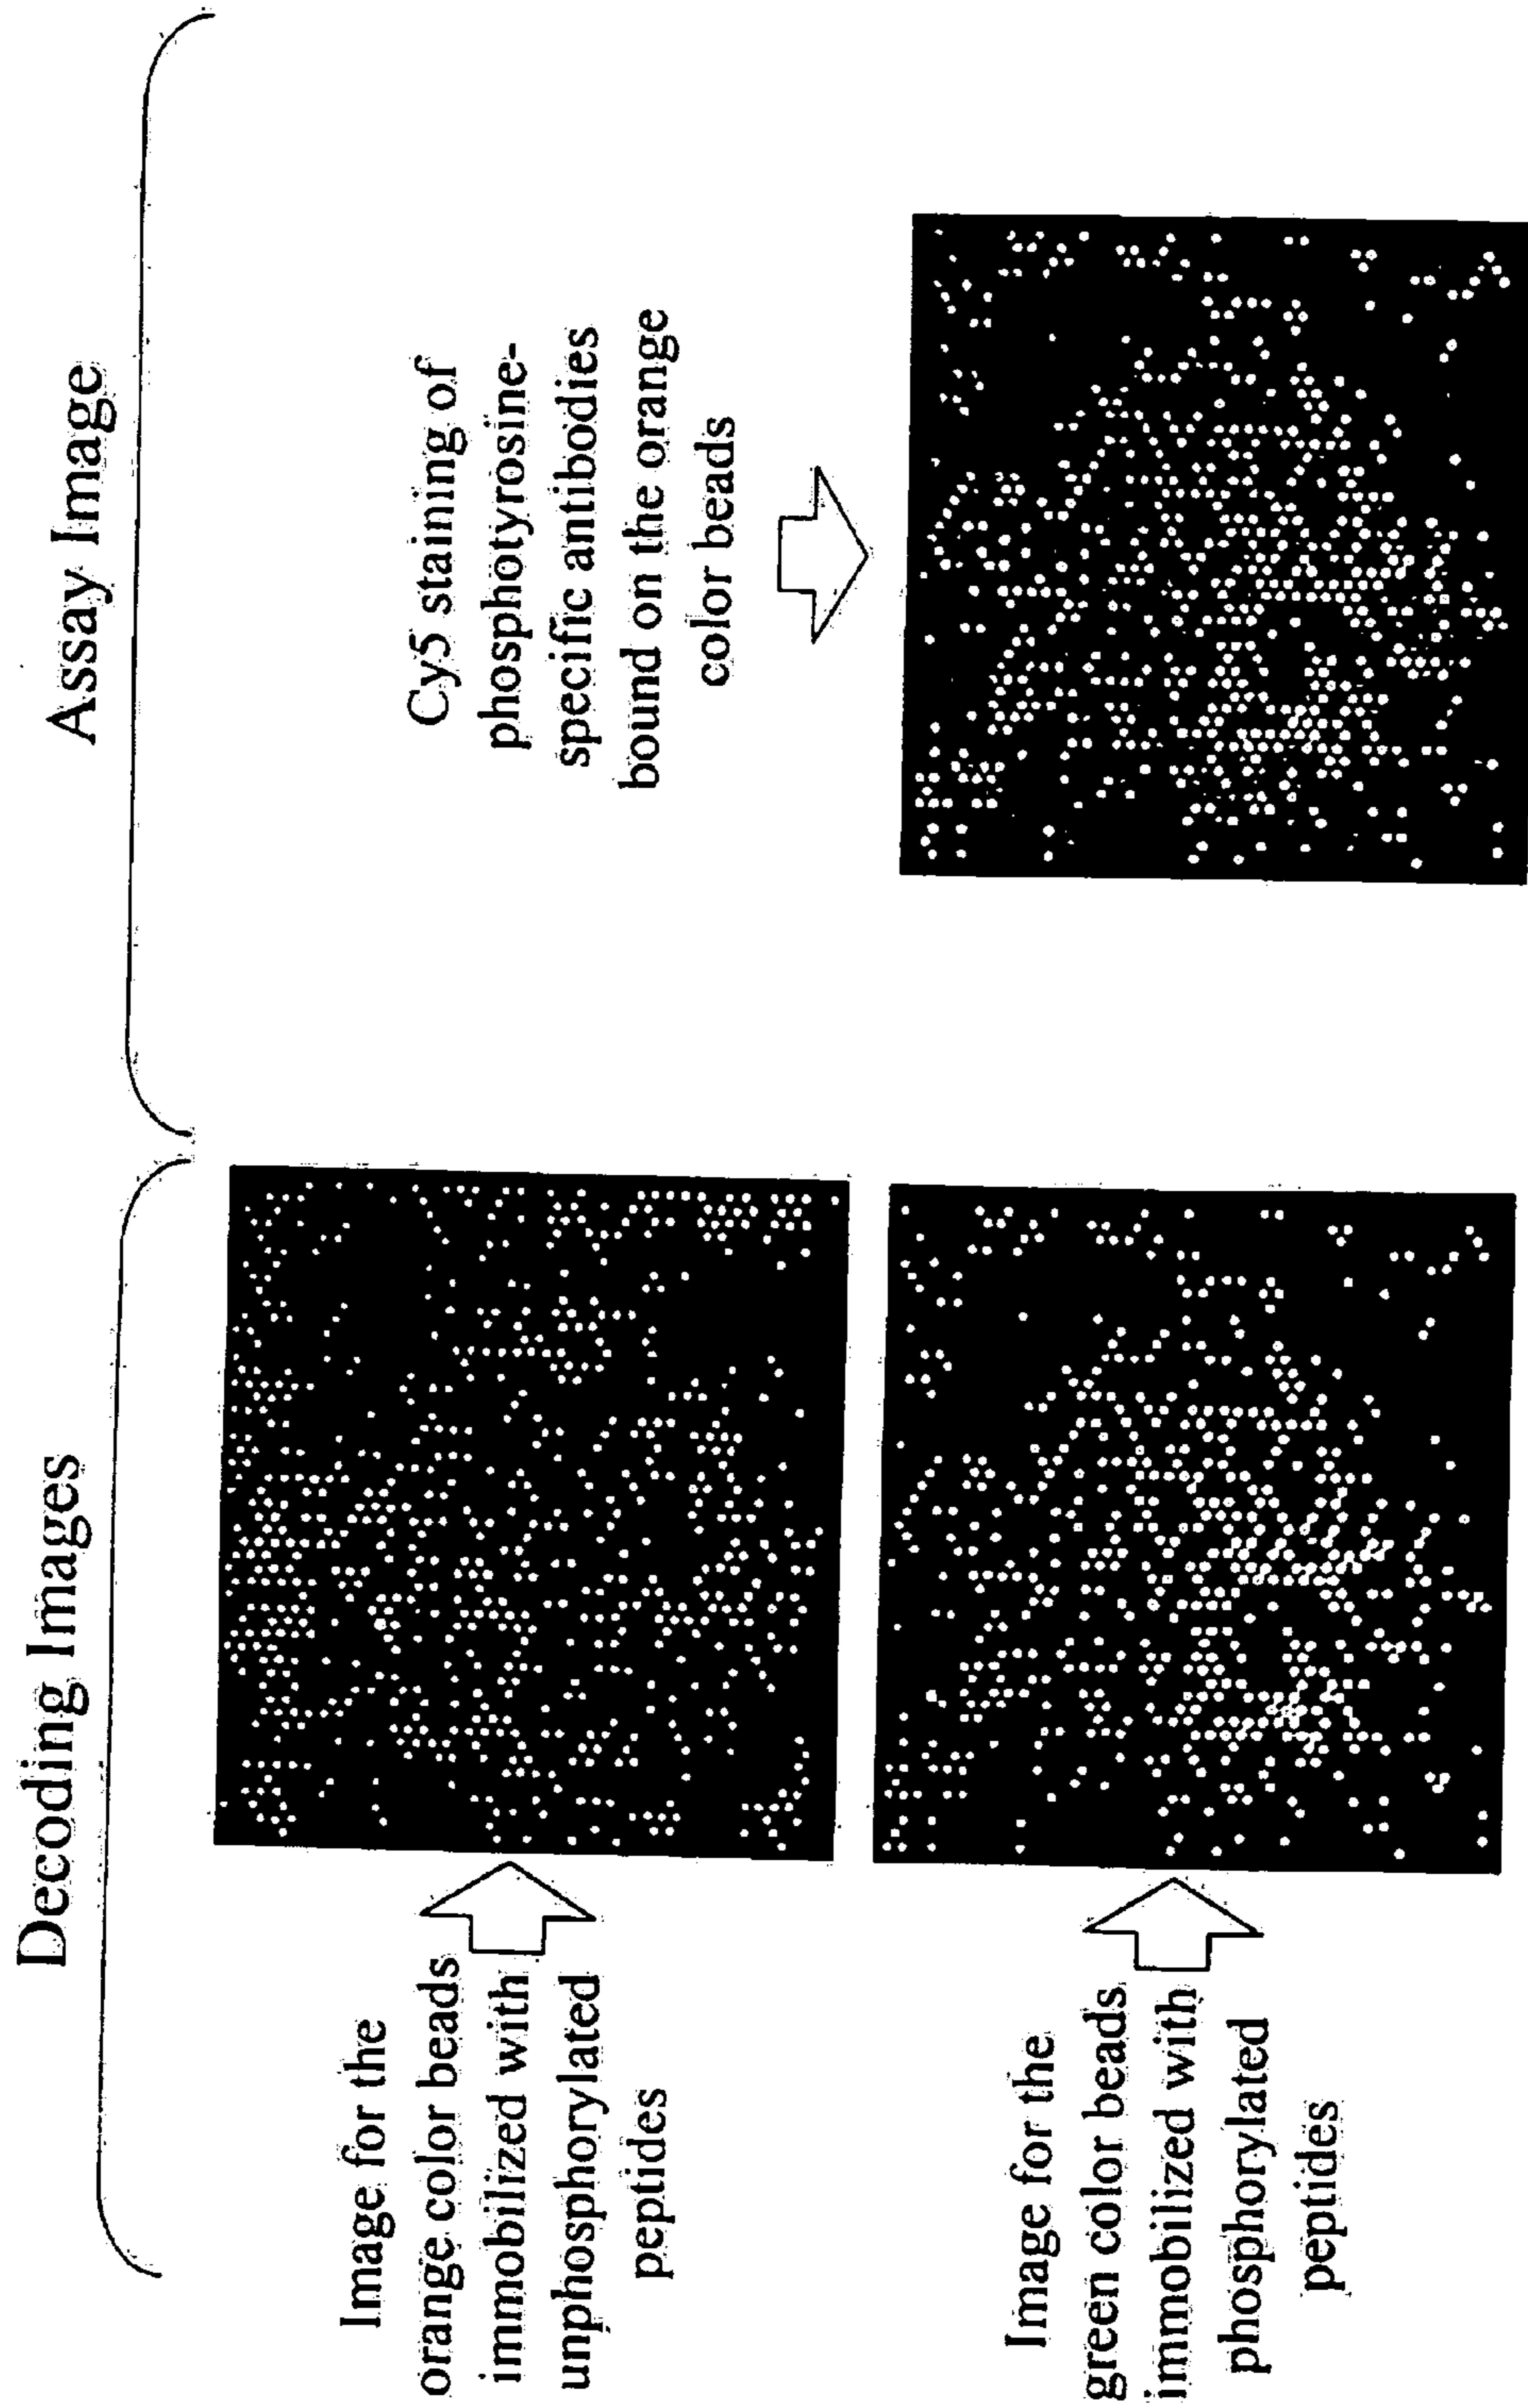 Decoding Images
Assay Image
Image for the
orange color beads
immobilized with
unphosphorylated
peptides
Cy5 staining of
phosphotyrosine-
specific antibodies
bound on the orange
color beads
Image for the
green color beads
immobilized with
phosphorylated
peptides